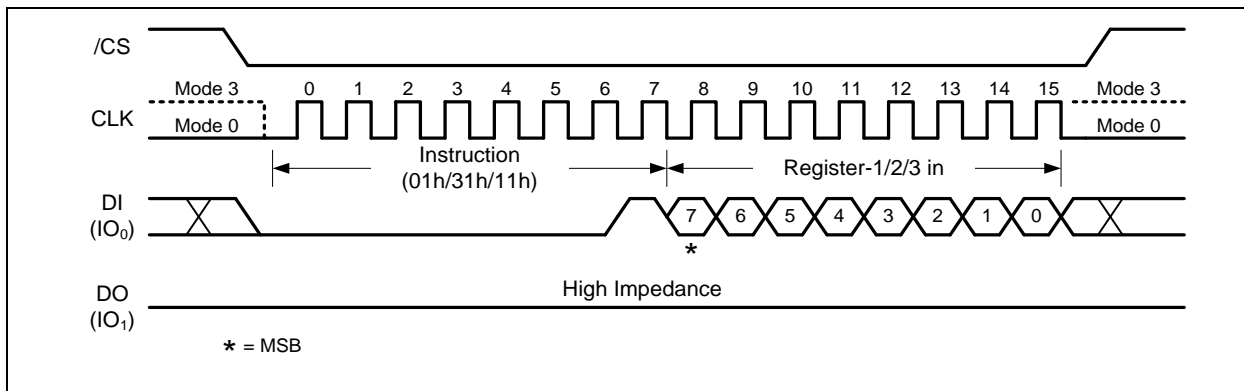 /CS
Mode 3 0 1 2 3 4 5 6 7 8 9 10 11 12 13 14 15 Mode 3
CLK
Mode 0 Mode 0
Instruction
(01h/31h/11h)
Register-1/2/3 in
DI
(IO₀)
7 6 5 4 3 2 1 0
*
High Impedance
DO
(IO₁)
* = MSB